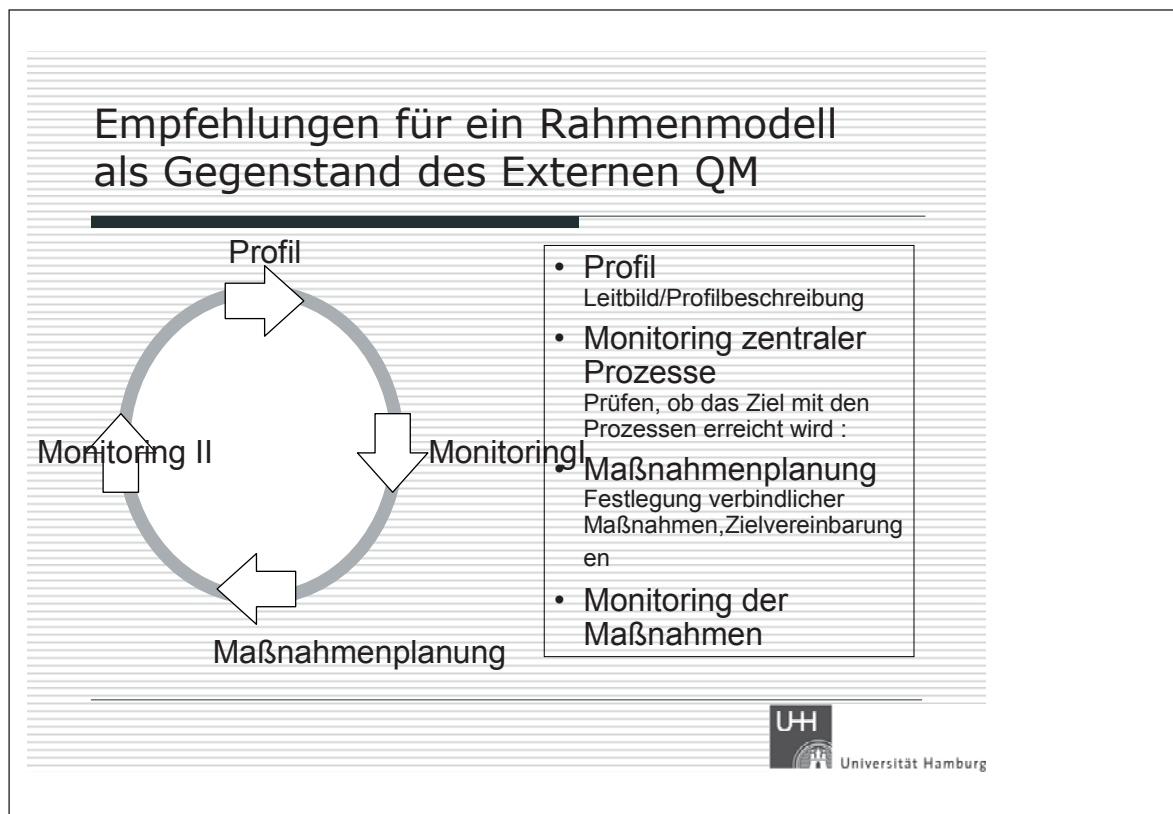 Empfehlungen für ein Rahmenmodell
als Gegenstand des Externen QM
Profil
Monitoring II
MonitoringI
Maßnahmenplanung
• Profil
Leitbild/Profilbeschreibung
• Monitoring zentraler
Prozesse
Prüfen, ob das Ziel mit den
Prozessen erreicht wird :
• Maßnahmenplanung
Festlegung verbindlicher
Maßnahmen,Zielvereinbarung
en
• Monitoring der
Maßnahmen
UHH
Universität Hamburg